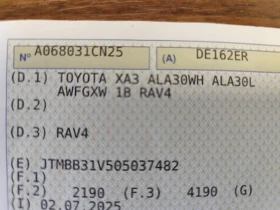 Nº A068031CN25 (A) DE162ER
(D.1) TOYOTA XA3 ALA30WH ALA30L
AWFGXW 1B RAV4
(D.2)
(D.3) RAV4
(E) JTMBB31V505037482
(F.1)
(F.2) 2190 (F.3) 4190 (G)
(I) 02.07.2025